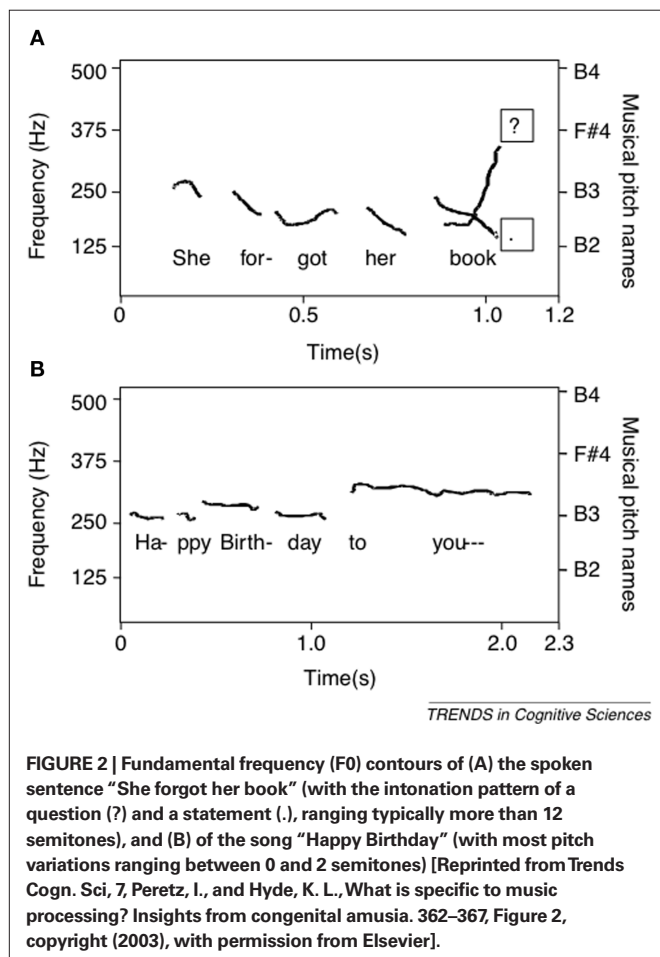 A
500
375
250
125
Frequency (Hz)
B4
F#4
B3
B2
Musical pitch names
?
.
She for- got her book
0 0.5 1.0 1.2
Time(s)
B
500
375
250
125
Frequency (Hz)
B4
F#4
B3
B2
Musical pitch names
Ha- ppy Birth- day to you---
0 1.0 2.0 2.3
Time(s)
TRENDS in Cognitive Sciences
FIGURE 2 | Fundamental frequency (F0) contours of (A) the spoken
sentence “She forgot her book” (with the intonation pattern of a
question (?) and a statement (.), ranging typically more than 12
semitones), and (B) of the song “Happy Birthday” (with most pitch
variations ranging between 0 and 2 semitones) [Reprinted from Trends
Cogn. Sci, 7, Peretz, I., and Hyde, K. L., What is specific to music
processing? Insights from congenital amusia. 362–367, Figure 2,
copyright (2003), with permission from Elsevier].